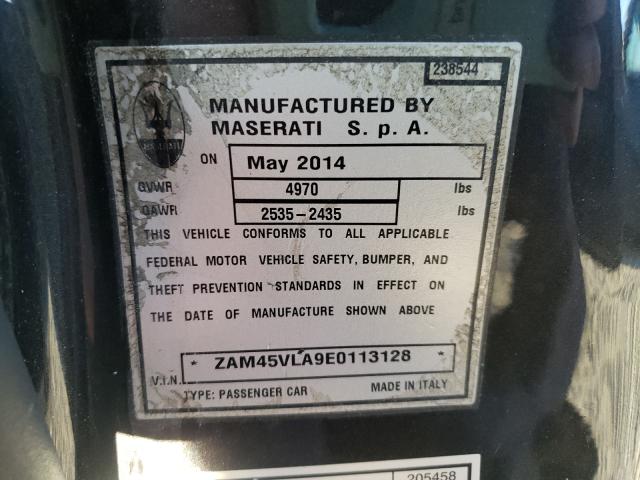 238544
MANUFACTURED BY
MASERATI S. p A.
ON May 2014
GVWR 4970 lbs
GAWR 2535-2435 lbs
THIS VEHICLE CONFORMS TO ALL APPLICABLE
FEDERAL MOTOR VEHICLE SAFETY, BUMPER, AND
THEFT PREVENTION STANDARDS IN EFFECT ON
THE DATE OF MANUFACTURE SHOWN ABOVE
* ZAM45VLA9E0113128 *
V.I.N.
TYPE: PASSENGER CAR MADE IN ITALY
205458